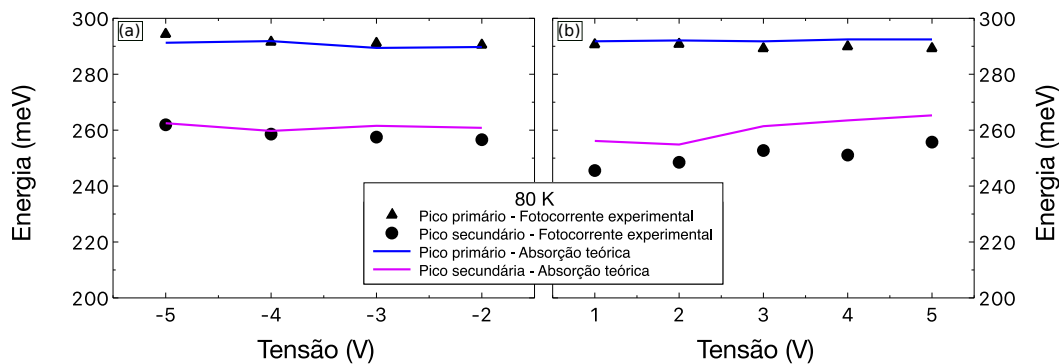 300
(a)
280
260
240
220
200
Energia (meV)
-5 -4 -3 -2
Tensão (V)
(b)
1 2 3 4 5
Tensão (V)
300
280
260
240
220
200
Energia (meV)
80 K
Pico primário - Fotocorrente experimental
Pico secundário - Fotocorrente experimental
Pico primário - Absorção teórica
Pico secundária - Absorção teórica